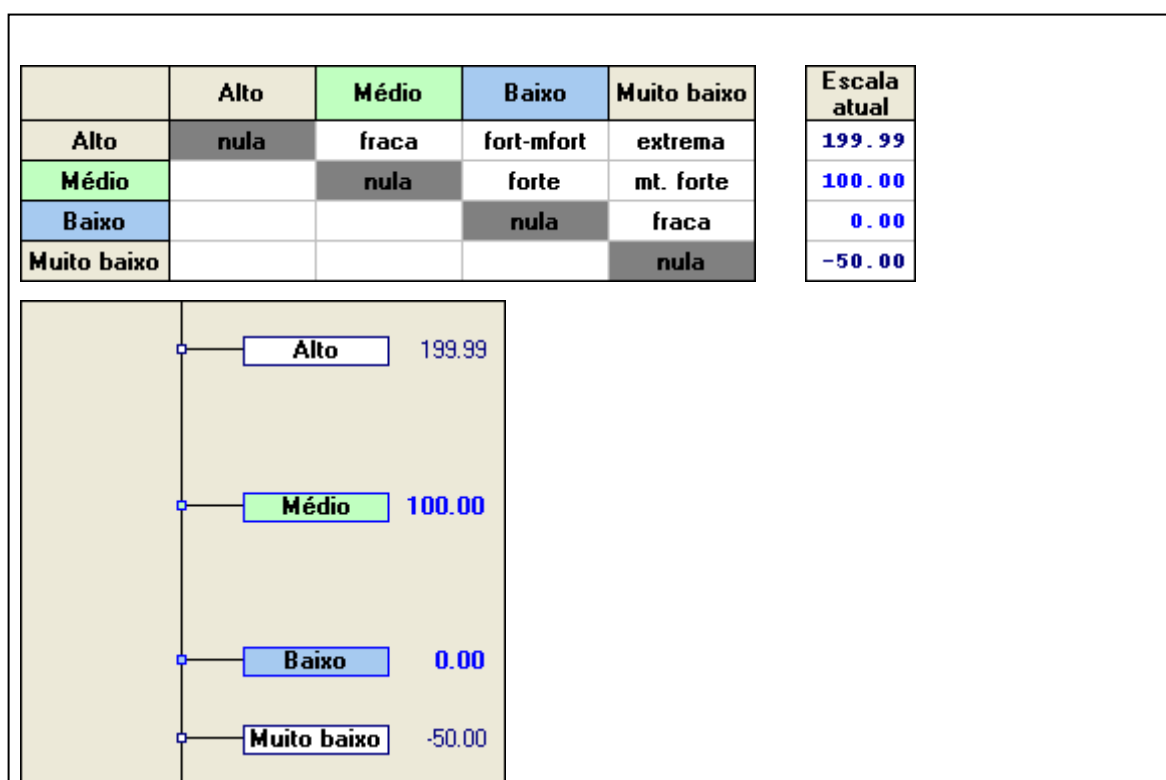 Alto Médio Baixo Muito baixo Escala atual
Alto nula fraca fort-mfort extrema 199.99
Médio nula forte mt. forte 100.00
Baixo nula fraca 0.00
Muito baixo nula -50.00
Alto 199.99
Médio 100.00
Baixo 0.00
Muito baixo -50.00